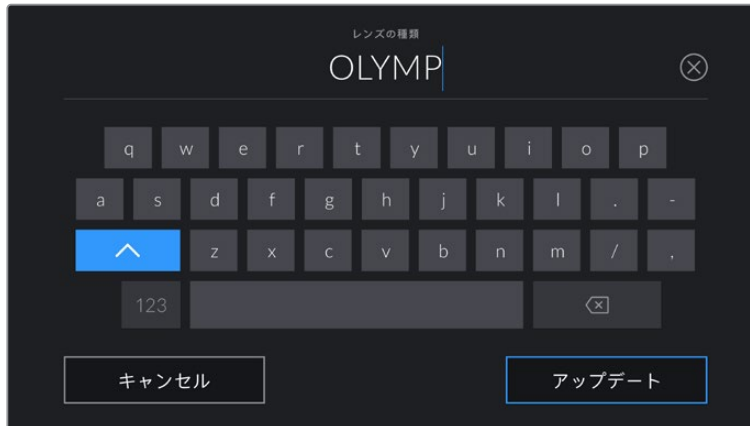 レンズの種類
OLYMP
q w e r t y u i o p
a s d f g h j k l . -
z x c v b n m / ,
123
キャンセル アップデート